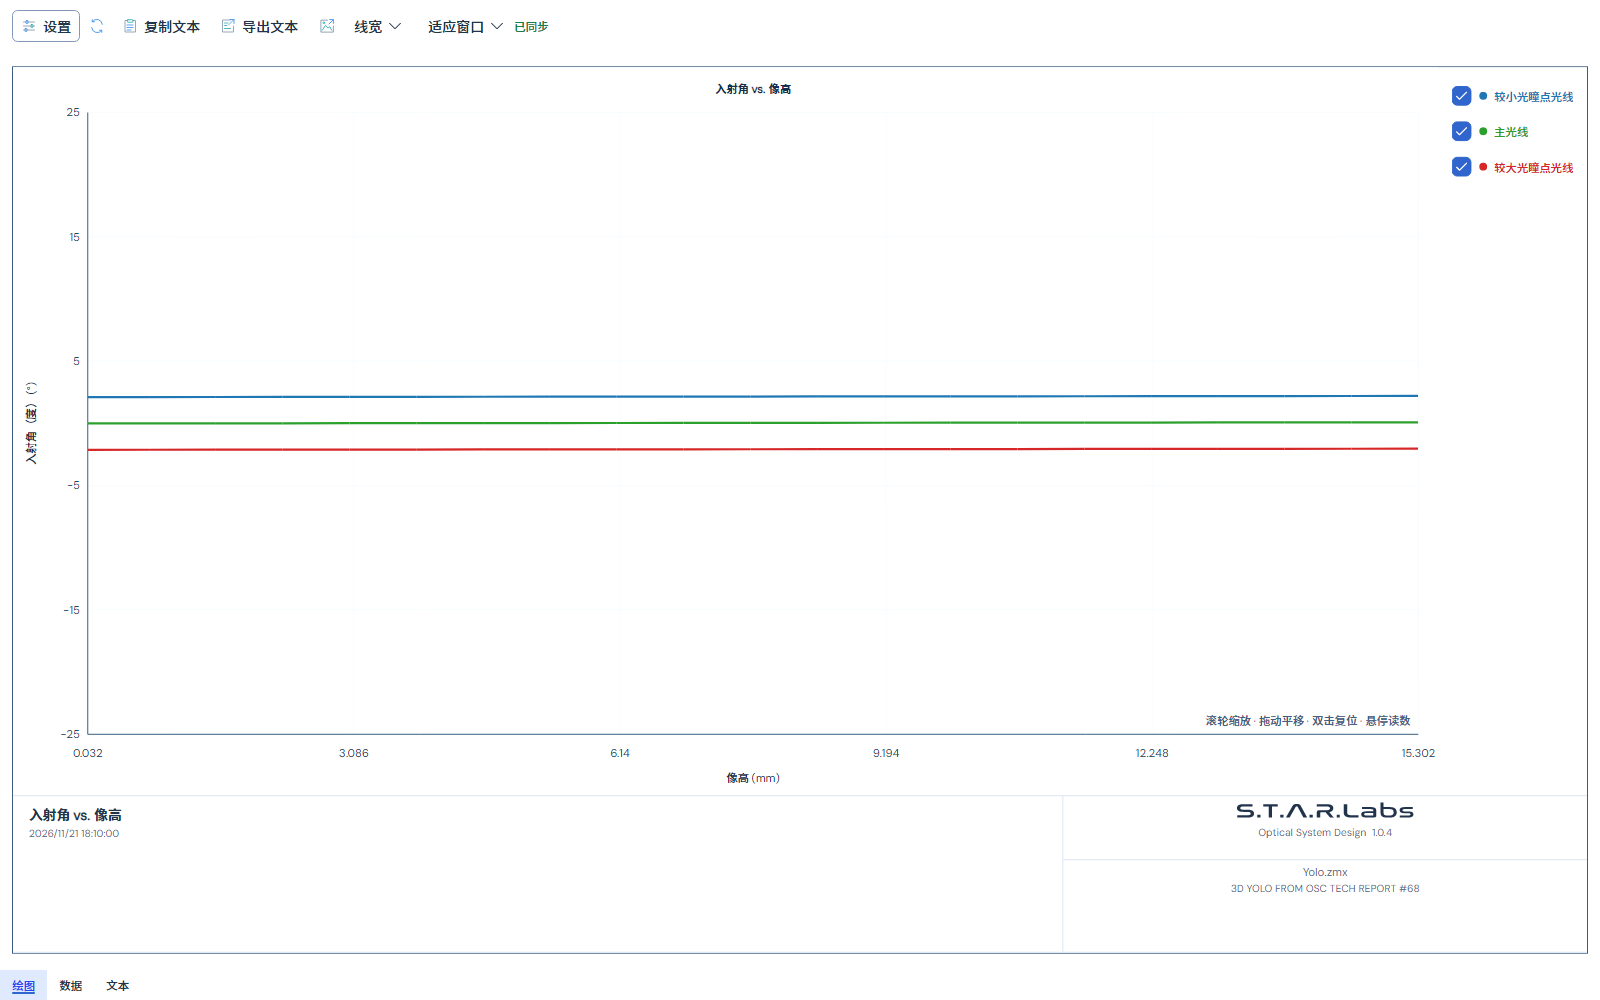 设置 复制文本 导出文本 线宽 适应窗口 已同步
入射角 vs. 像高
较小光瞳点光线
主光线
较大光瞳点光线
25
15
5
-5
-15
-25
入射角（度）(°)
滚轮缩放 · 拖动平移 · 双击复位 · 悬停读数
0.032 3.086 6.14 9.194 12.248 15.302
像高 (mm)
入射角 vs. 像高
2026/11/21 18:10:00
S.T.A.R.Labs
Optical System Design 1.0.4
Yolo.zmx
3D YOLO FROM OSC TECH REPORT #68
绘图 数据 文本